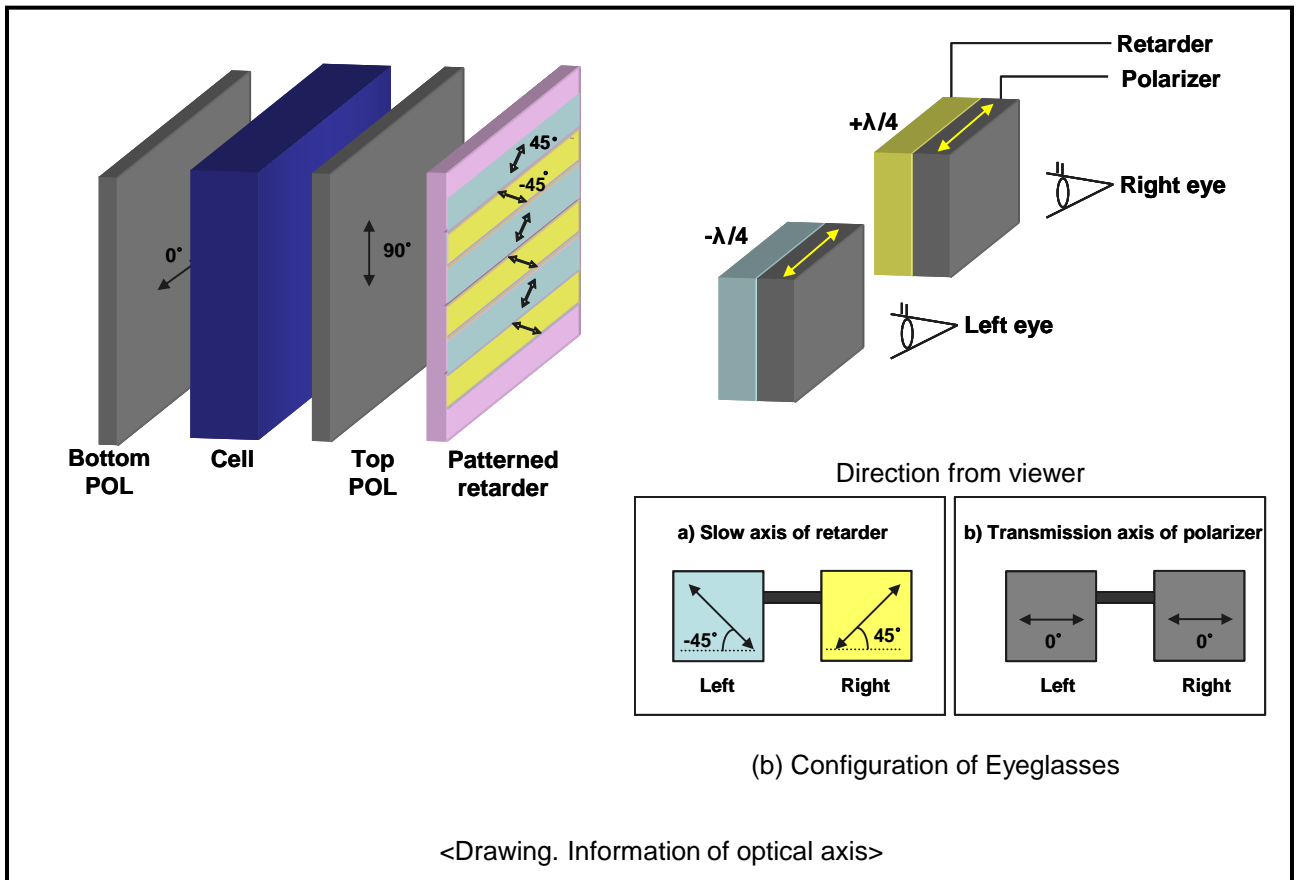 Retarder
Polarizer
+λ/4
Right eye
-λ/4
Left eye
45°
-45°
0°
90°
Bottom
POL
Cell
Top
POL
Patterned
retarder
Direction from viewer
a) Slow axis of retarder
-45°
45°
Left
Right
b) Transmission axis of polarizer
0°
0°
Left
Right
(b) Configuration of Eyeglasses
<Drawing. Information of optical axis>